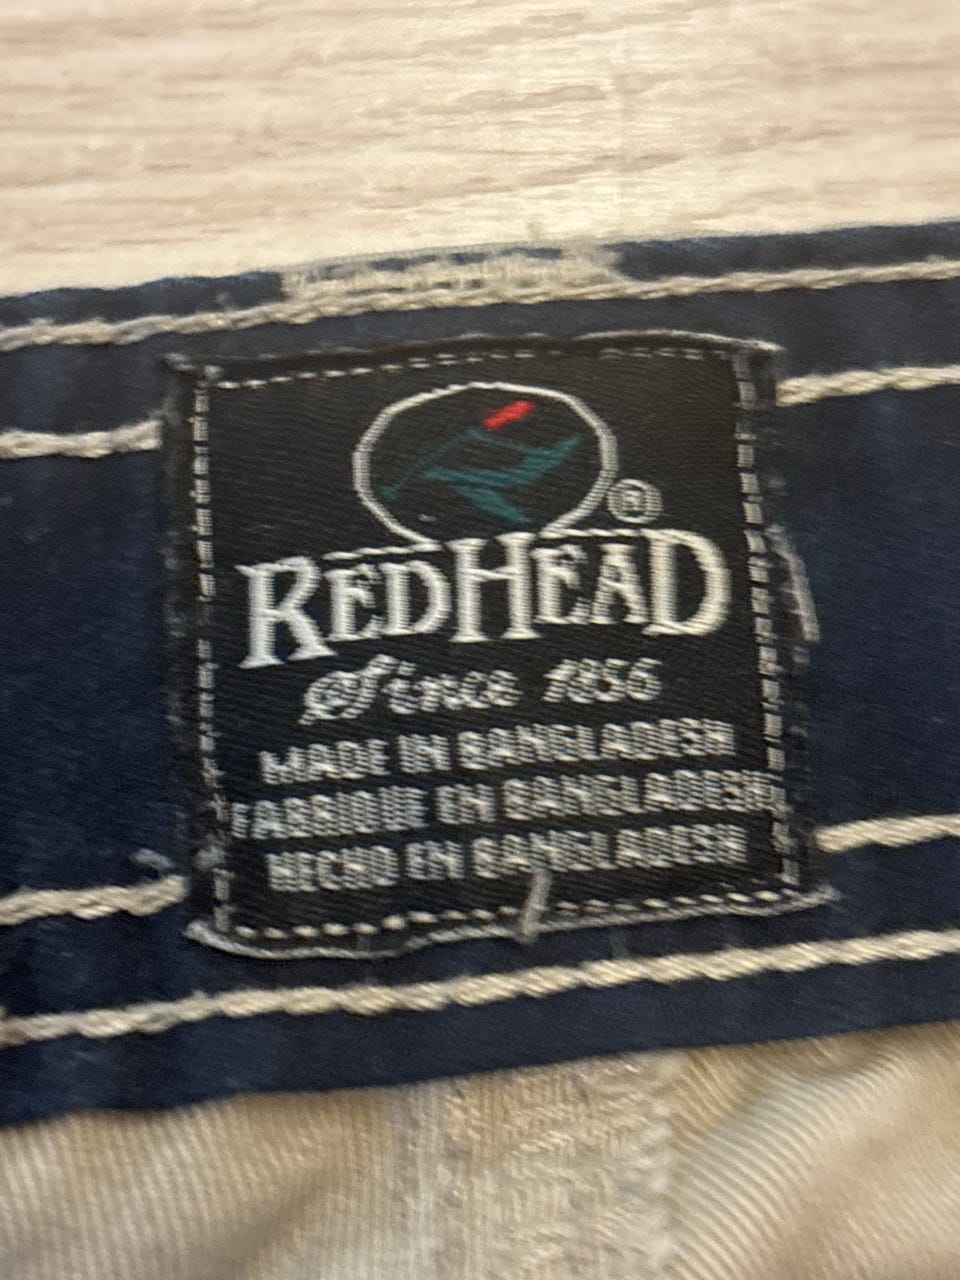 ®
REDHEAD
Since 1856
MADE IN BANGLADESH
FABRIQUE EN BANGLADESH
HECHO EN BANGLADESH